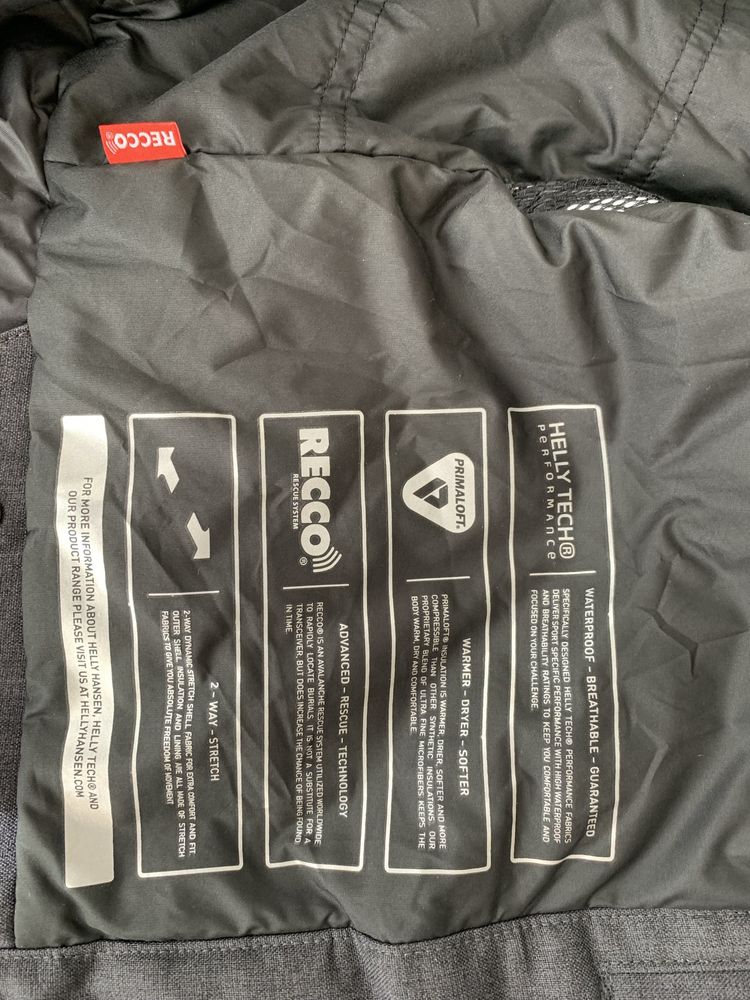 RECCO
HELLY TECH®
PERFORMANCE
WATERPROOF - BREATHABLE - GUARANTEED
SPECIFICALLY DESIGNED HELLY TECH® PERFORMANCE FABRICS
DELIVER SPORT SPECIFIC PERFORMANCE WITH HIGH WATERPROOF
AND BREATHABILITY RATINGS TO KEEP YOU COMFORTABLE AND
FOCUSED ON YOUR CHALLENGE.
PRIMALOFT®
WARMER - DRYER - SOFTER
PRIMALOFT® INSULATION IS WARMER, DRIER, SOFTER AND MORE
COMPRESSIBLE THAN OTHER SYNTHETIC INSULATIONS. OUR
PROPRIETARY BLEND OF ULTRA FINE MICROFIBERS KEEPS THE
BODY WARM, DRY AND COMFORTABLE.
RECCO®
RESCUE SYSTEM
ADVANCED - RESCUE - TECHNOLOGY
RECCO® IS AN AVALANCHE RESCUE SYSTEM UTILIZED WORLDWIDE
TO RAPIDLY LOCATE BURIALS. IT IS NOT A SUBSTITUTE FOR A
TRANSCEIVER, BUT DOES INCREASE THE CHANCE OF BEING FOUND
IN TIME.
2 - WAY - STRETCH
2-WAY DYNAMIC STRETCH SHELL FABRIC FOR EXTRA COMFORT AND FIT.
OUTER SHELL, INSULATION AND LINING ARE ALL MADE OF STRETCH
FABRICS TO GIVE YOU ABSOLUTE FREEDOM OF MOVEMENT
FOR MORE INFORMATION ABOUT HELLY HANSEN, HELLY TECH® AND
OUR PRODUCT RANGE PLEASE VISIT US AT HELLYHANSEN.COM